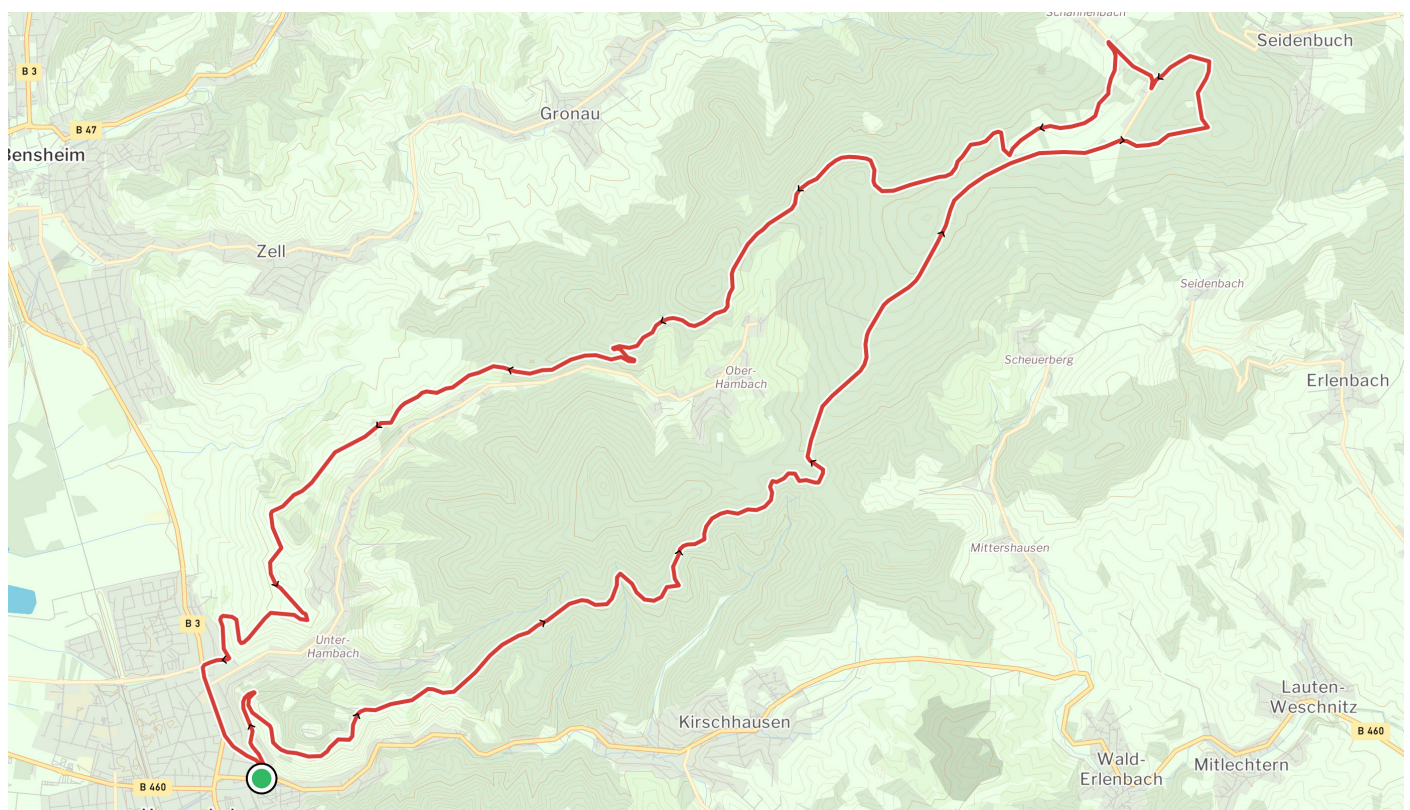 Seidenbuch
B 3
Gronau
B 47
Bensheim
Zell
Seidenbach
Scheuerberg
Ober-
Hambach
Erlenbach
Mittershausen
B 3
Unter-
Hambach
Lauten-
Weschnitz
Kirschhausen
B 460
Wald-
Erlenbach
Mitlechtern
B 460